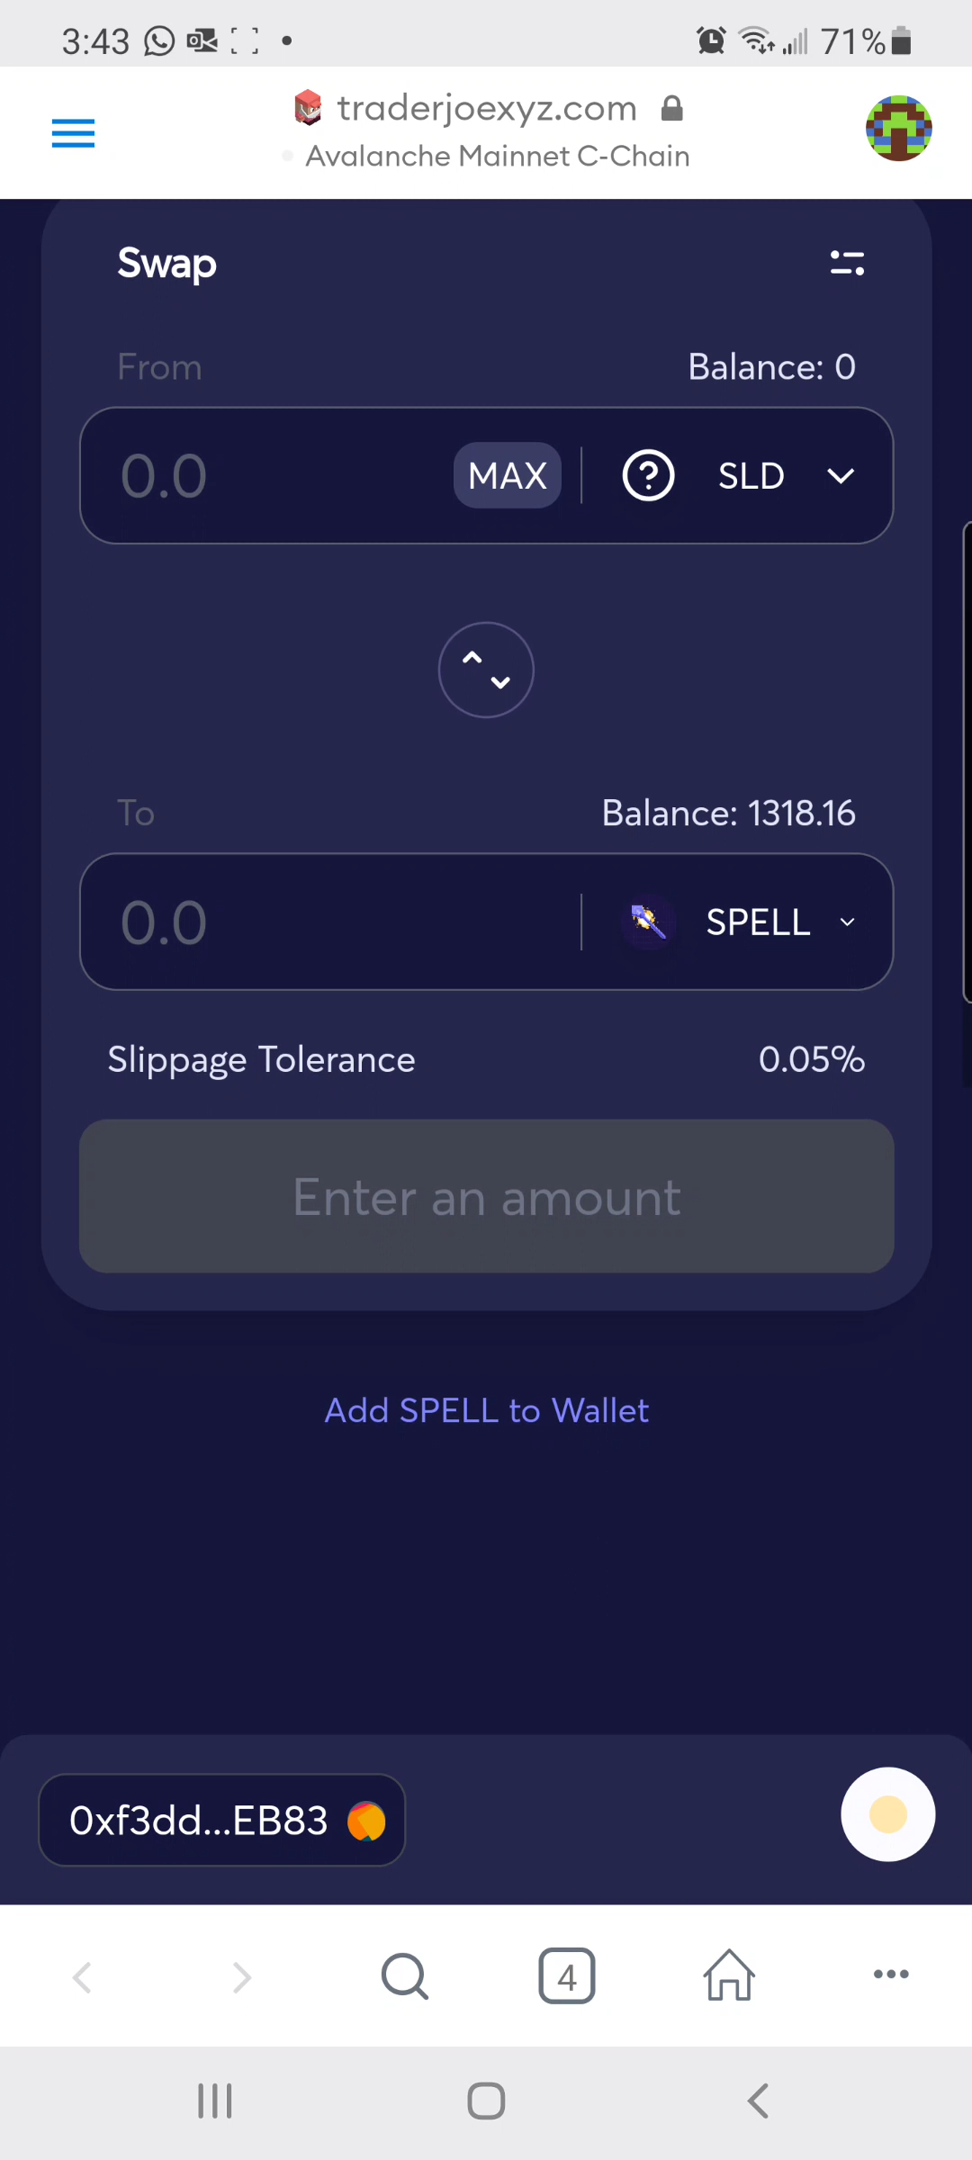 3:43
71%
traderjoexyz.com
Avalanche Mainnet C-Chain
Swap
From
Balance: 0
0.0
MAX
?
SLD
To
Balance: 1318.16
0.0
SPELL
Slippage Tolerance
0.05%
Enter an amount
Add SPELL to Wallet
0xf3dd...EB83
4